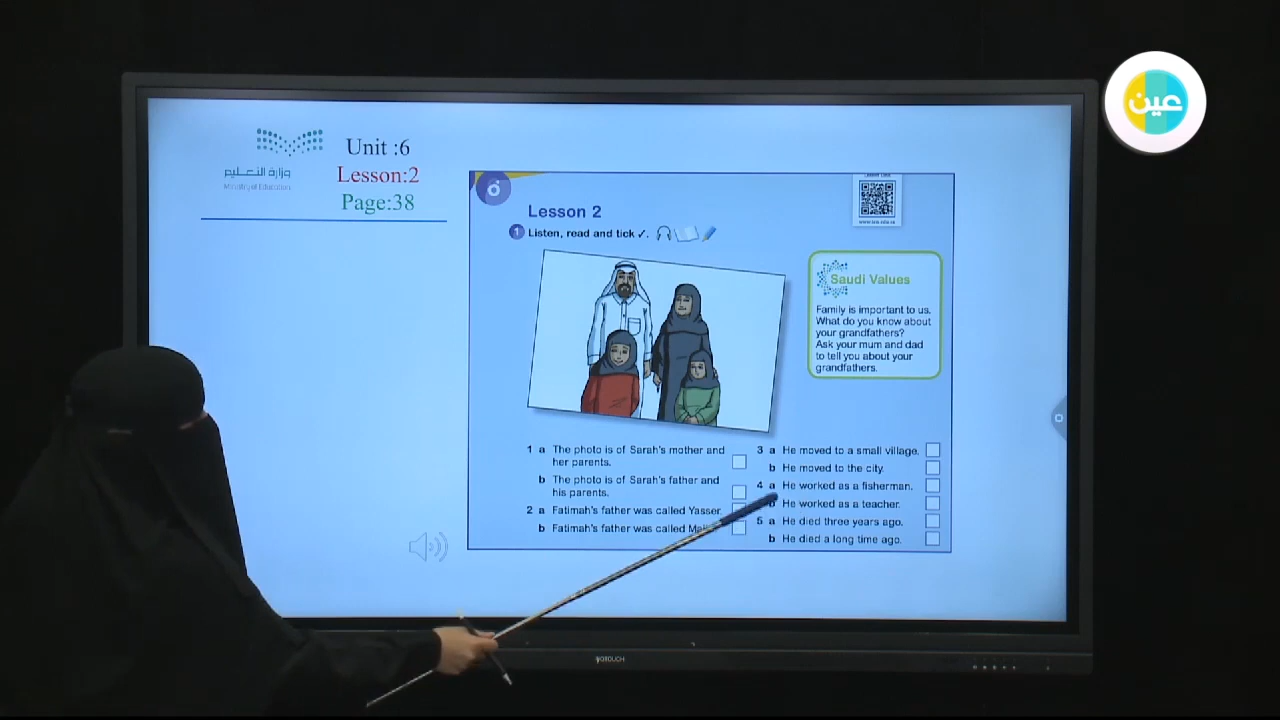 عين
وزارة التعليم
Ministry of Education
Unit :6
Lesson:2
Page:38
6
Lesson 2
1 Listen, read and tick ✓.
Saudi Values
Family is important to us.
What do you know about
your grandfathers?
Ask your mum and dad
to tell you about your
grandfathers.
1 a The photo is of Sarah's mother and
her parents.
b The photo is of Sarah's father and
his parents.
2 a Fatimah's father was called Yasser.
b Fatimah's father was called
3 a He moved to a small village.
b He moved to the city.
4 a He worked as a fisherman.
b He worked as a teacher.
5 a He died three years ago.
b He died a long time ago.